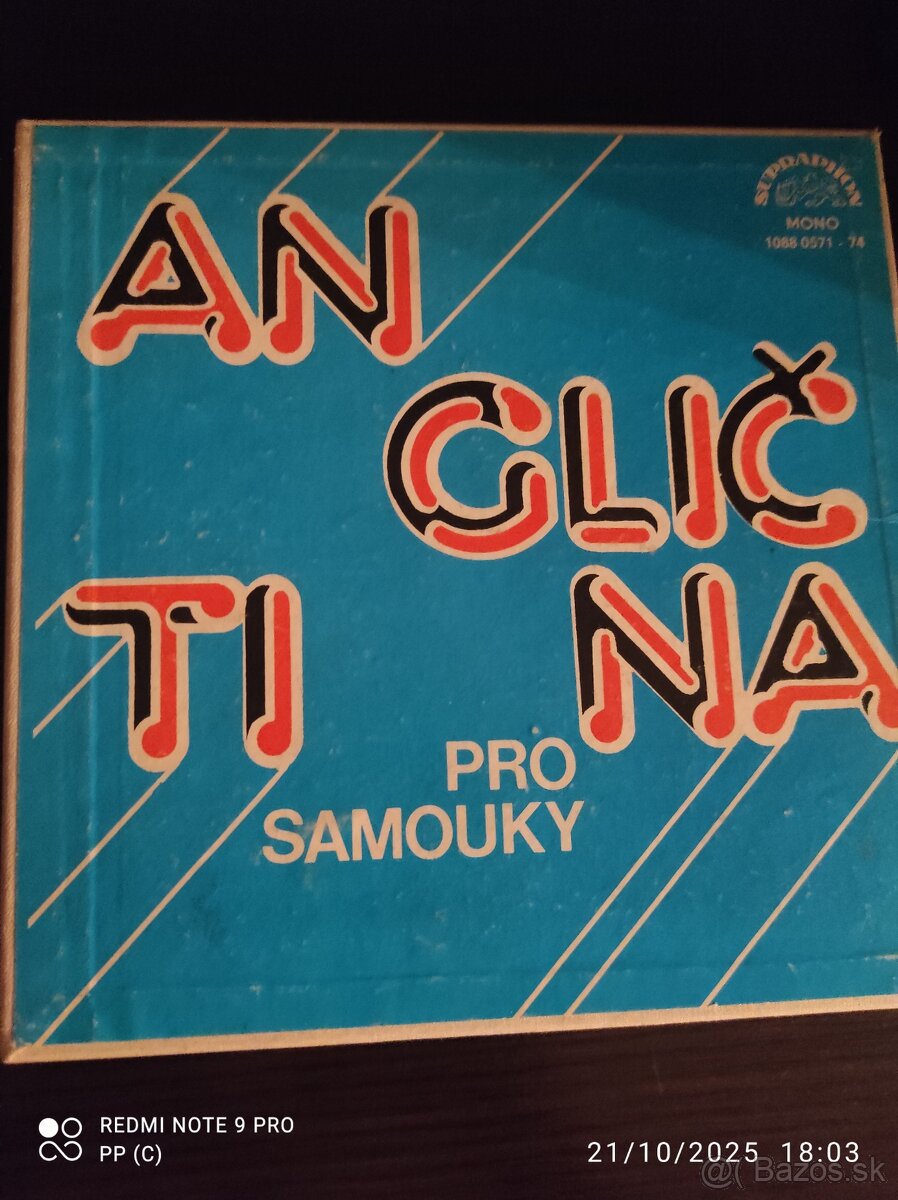 SUPRAPHON
MONO
1088 0571 - 74
AN
GLIČ
TI NA
PRO
SAMOUKY
REDMI NOTE 9 PRO
PP (C)
21/10/2025 18:03
@ Bazos.sk